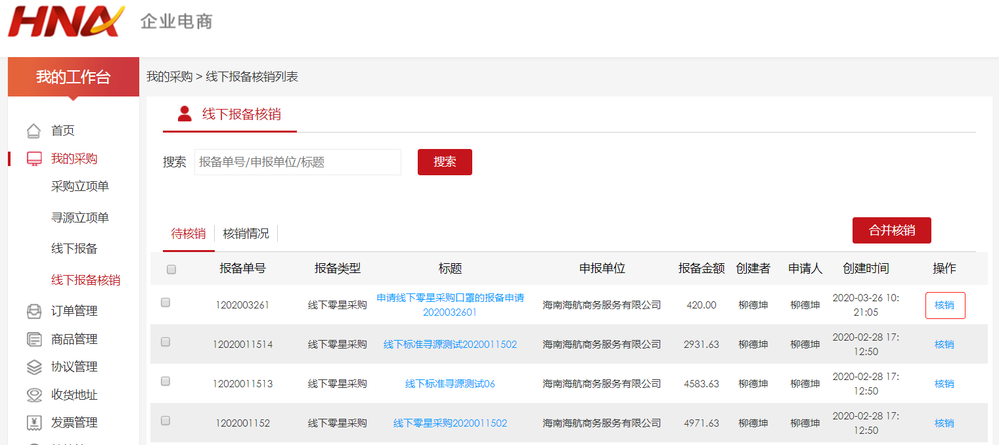 HNA 企业电商
我的工作台
我的采购 > 线下报备核销列表
首页
我的采购
采购立项单
寻源立项单
线下报备
线下报备核销
订单管理
商品管理
协议管理
收货地址
发票管理
线下报备核销
搜索 报备单号/申报单位/标题 搜索
待核销 核销情况 合并核销
报备单号 报备类型 标题 申报单位 报备金额 创建者 申请人 创建时间 操作
1202003261 线下零星采购 申请线下零星采购口罩的报备申请 海南海航商务服务有限公司 420.00 柳德坤 柳德坤 2020-03-26 10: 核销
2020032601 21:05
12020011514 线下零星采购 线下标准寻源测试2020011502 海南海航商务服务有限公司 2931.63 柳德坤 柳德坤 2020-02-28 17: 核销
12:50
12020011513 线下零星采购 线下标准寻源测试06 海南海航商务服务有限公司 4583.63 柳德坤 柳德坤 2020-02-28 17: 核销
12:50
1202001152 线下零星采购 线下零星采购2020011502 海南海航商务服务有限公司 4971.63 柳德坤 柳德坤 2020-02-28 17: 核销
12:50